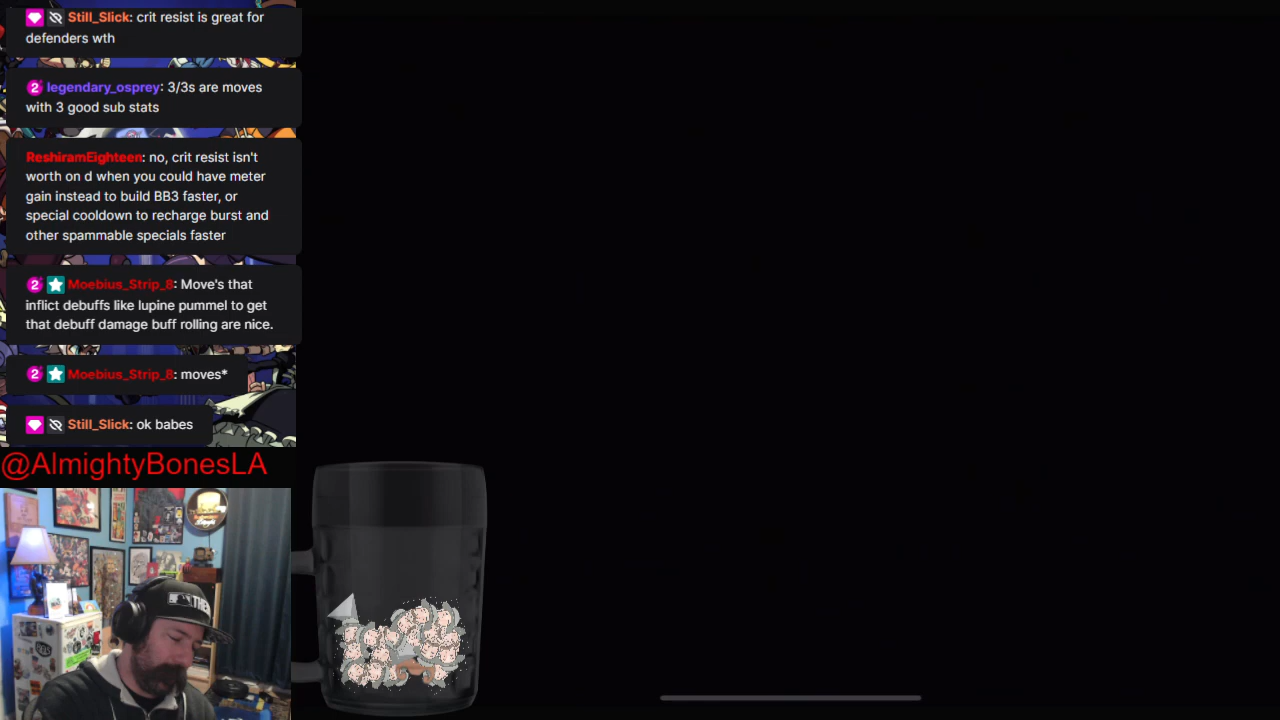 Still_Slick: crit resist is great for
defenders wth
2 legendary_osprey: 3/3s are moves
with 3 good sub stats
ReshiramEighteen: no, crit resist isn't
worth on d when you could have meter
gain instead to build BB3 faster, or
special cooldown to recharge burst and
other spammable specials faster
2 Moebius_Strip_8: Move's that
inflict debuffs like lupine pummel to get
that debuff damage buff rolling are nice.
2 Moebius_Strip_8: moves*
Still_Slick: ok babes
@AlmightyBonesLA